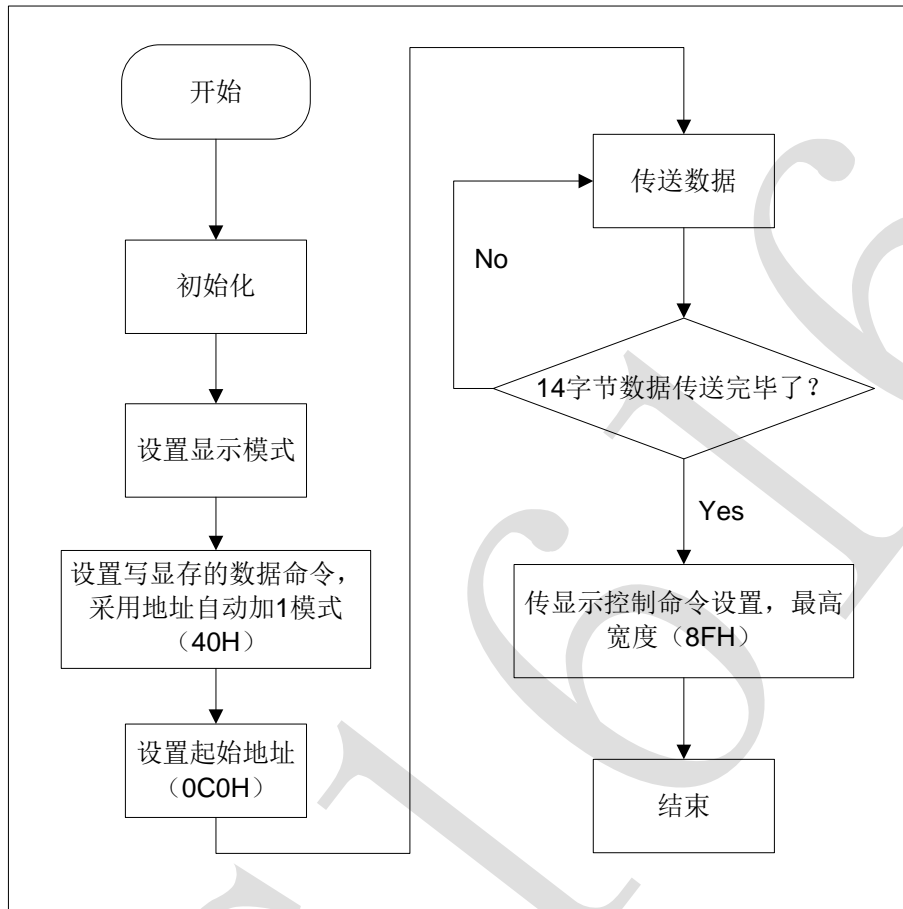 开始
初始化
设置显示模式
设置写显存的数据命令,
采用地址自动加1模式
（40H）
设置起始地址
（0C0H）
传送数据
No
14字节数据传送完毕了？
Yes
传显示控制命令设置，最高
宽度（8FH）
结束